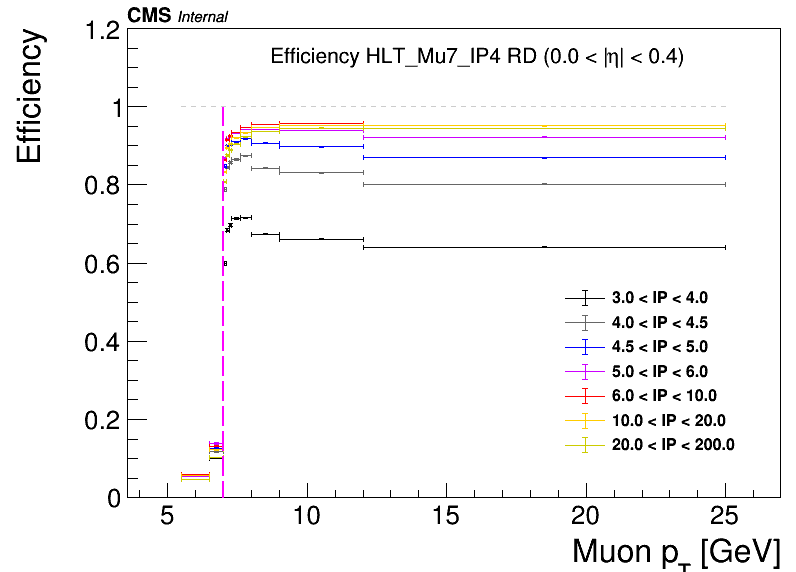 CMS Internal
Efficiency HLT_Mu7_IP4 RD (0.0 < |η| < 0.4)
Efficiency
1.2
1
0.8
0.6
0.4
0.2
0
3.0 < IP < 4.0
4.0 < IP < 4.5
4.5 < IP < 5.0
5.0 < IP < 6.0
6.0 < IP < 10.0
10.0 < IP < 20.0
20.0 < IP < 200.0
5 10 15 20 25
Muon p_T [GeV]